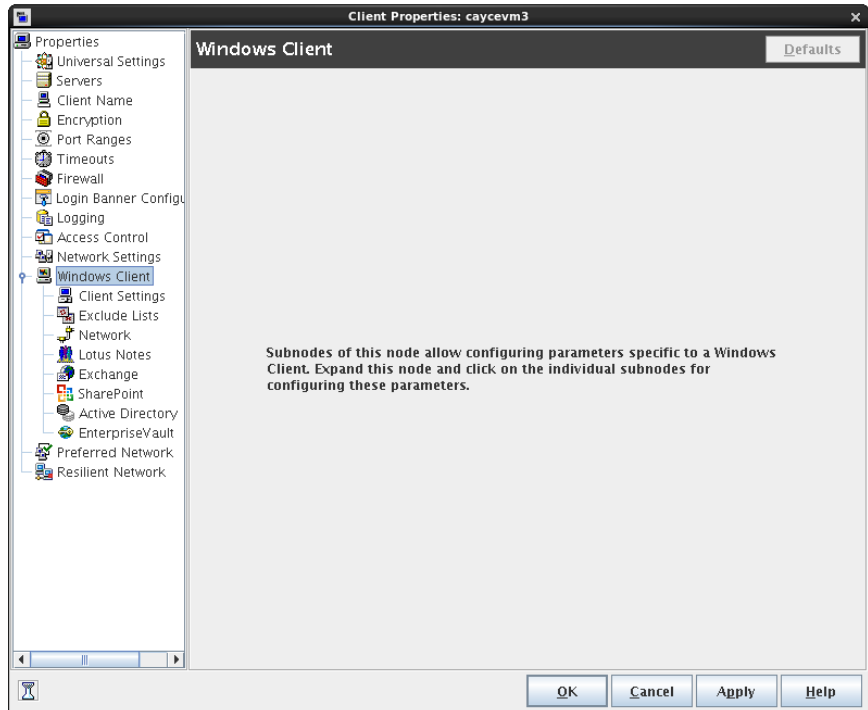 Client Properties: caycevm3
Properties
Universal Settings
Servers
Client Name
Encryption
Port Ranges
Timeouts
Firewall
Login Banner Configu
Logging
Access Control
Network Settings
Windows Client
Client Settings
Exclude Lists
Network
Lotus Notes
Exchange
SharePoint
Active Directory
EnterpriseVault
Preferred Network
Resilient Network
Windows Client
Defaults
Subnodes of this node allow configuring parameters specific to a Windows
Client. Expand this node and click on the individual subnodes for
configuring these parameters.
OK
Cancel
Apply
Help